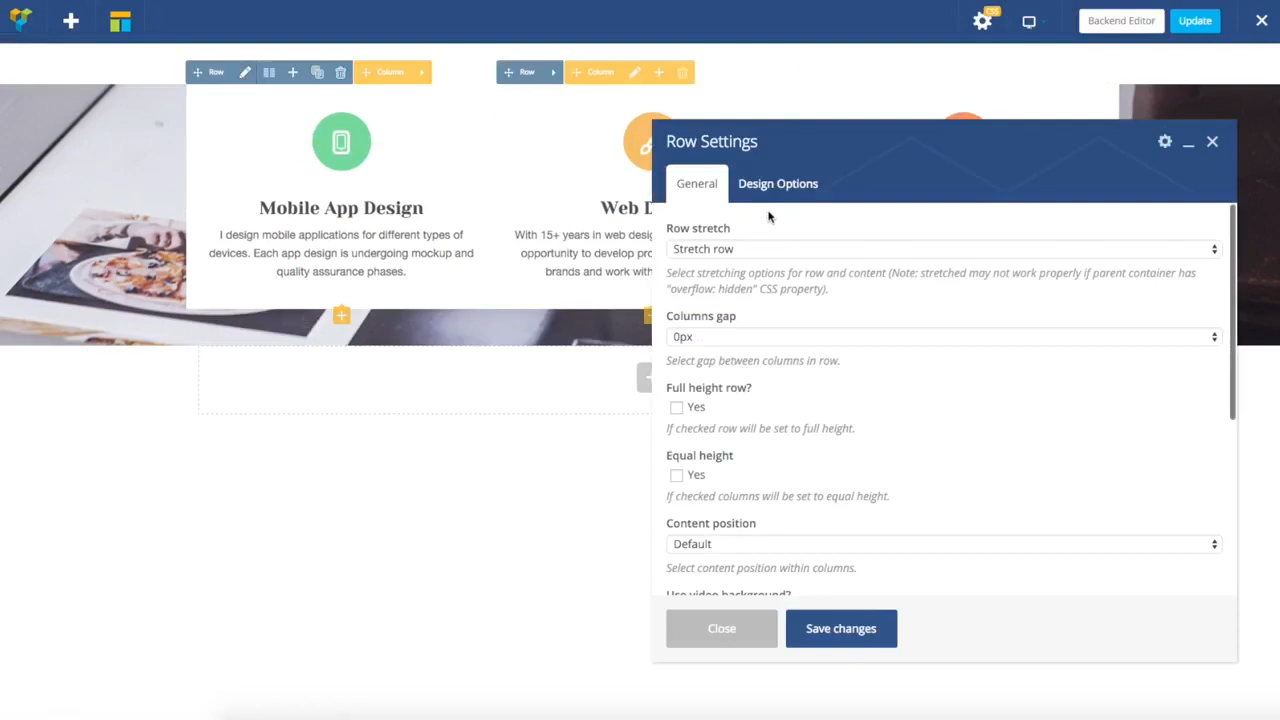 CSS
Backend Editor
Update
Row
Column
Row
Column
Row Settings
General
Design Options
Mobile App Design
I design mobile applications for different types of
devices. Each app design is undergoing mockup and
quality assurance phases.
Web D
With 15+ years in web desig
opportunity to develop pro
brands and work with
Row stretch
Stretch row
Select stretching options for row and content (Note: stretched may not work properly if parent container has
"overflow: hidden" CSS property).
Columns gap
0px
Select gap between columns in row.
Full height row?
Yes
If checked row will be set to full height.
Equal height
Yes
If checked columns will be set to equal height.
Content position
Default
Select content position within columns.
Use video background?
Close
Save changes